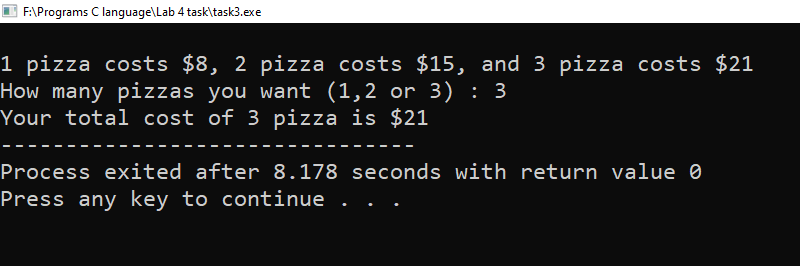 F:\Programs C language\Lab 4 task\task3.exe
1 pizza costs $8, 2 pizza costs $15, and 3 pizza costs $21
How many pizzas you want (1,2 or 3) : 3
Your total cost of 3 pizza is $21
--------------------------------
Process exited after 8.178 seconds with return value 0
Press any key to continue . . .